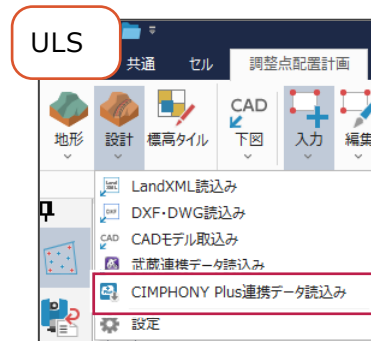 ULS
共通 セル 調整点配置計画
CAD
地形 設計 標高タイル 下図 入力 編集
LandXML読込み
DXF・DWG読込み
CAD CADモデル取込み
武蔵連携データ読込み
CIMPHONY Plus連携データ読込み
設定